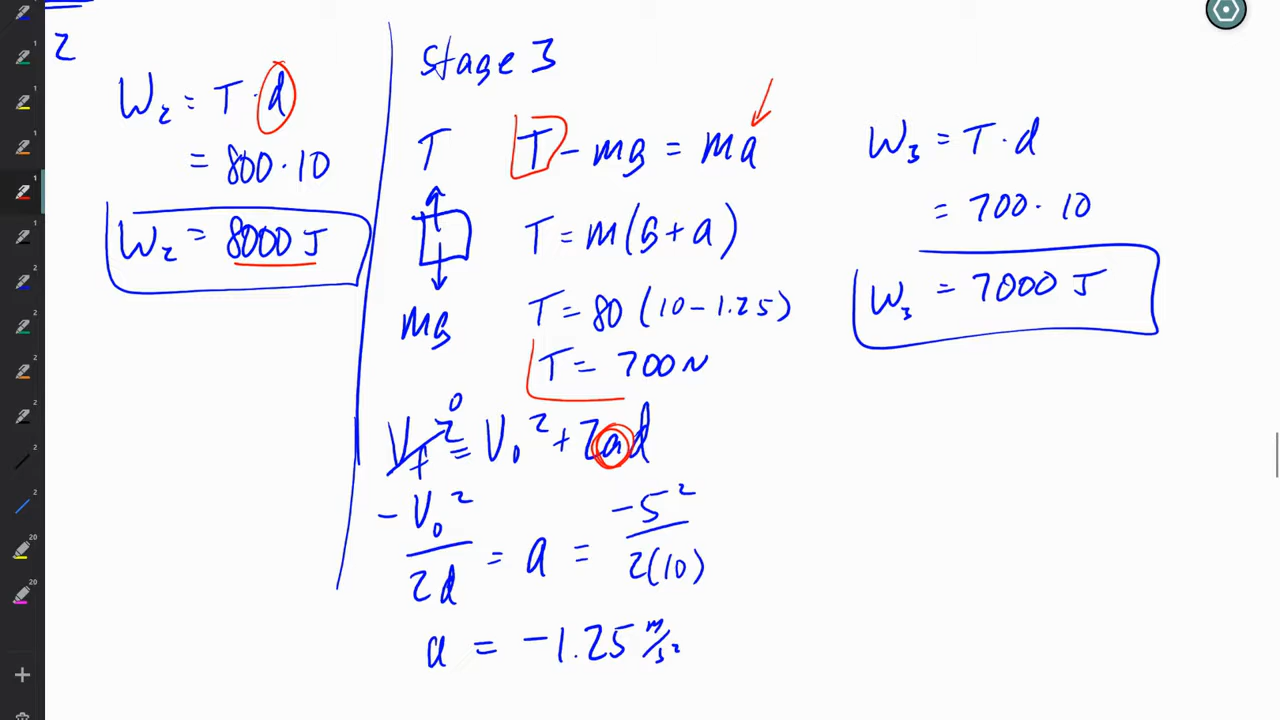 2
W₂ = T · d
= 800 · 10
W₂ = 8000 J
Stage 3
T
mg
T - mg = ma
T = m(g + a)
T = 80 (10 - 1.25)
T = 700 N
V_f² = V₀² + 2ad
0
-V₀²/2d = a = -5²/2(10)
a = -1.25 m/s²
W₃ = T · d
= 700 · 10
W₃ = 7000 J